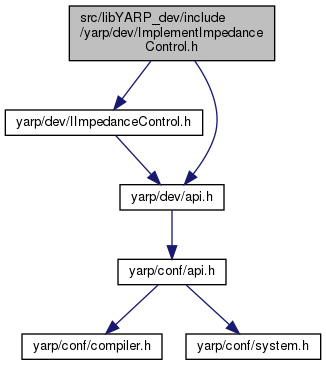 src/libYARP_dev/include
/yarp/dev/ImplementImpedance
Control.h
yarp/dev/IImpedanceControl.h
yarp/dev/api.h
yarp/conf/api.h
yarp/conf/compiler.h
yarp/conf/system.h